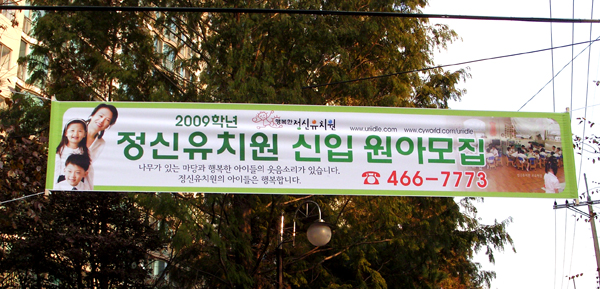 2009학년 행복한 정신유치원 www.uridle.com www.cyworld.com/uridle
정신유치원 신입 원아모집
나무가 있는 마당과 행복한 아이들의 웃음소리가 있습니다.
정신유치원의 아이들은 행복합니다.
☎ 466-7773